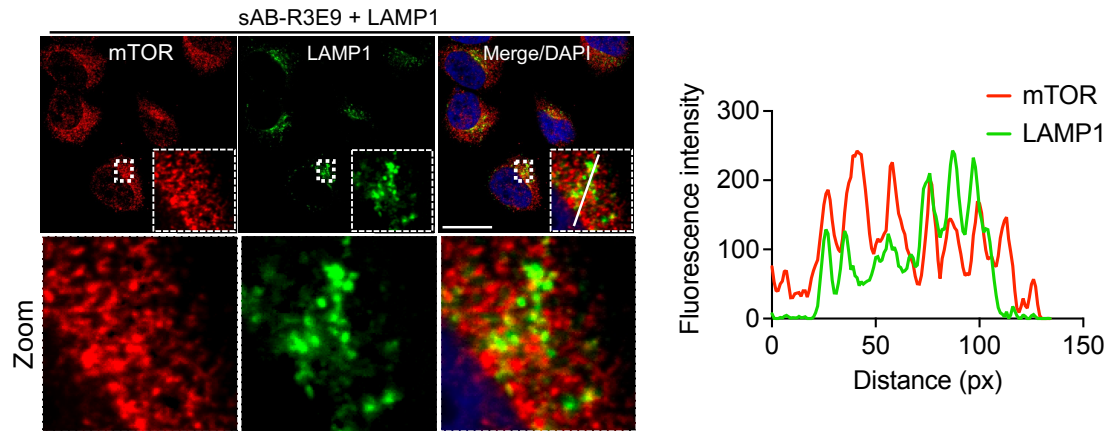 sAB-R3E9 + LAMP1
mTOR
LAMP1
Merge/DAPI
Zoom
mTOR
LAMP1
Fluorescence intensity
300
200
100
0
0
50
100
150
Distance (px)